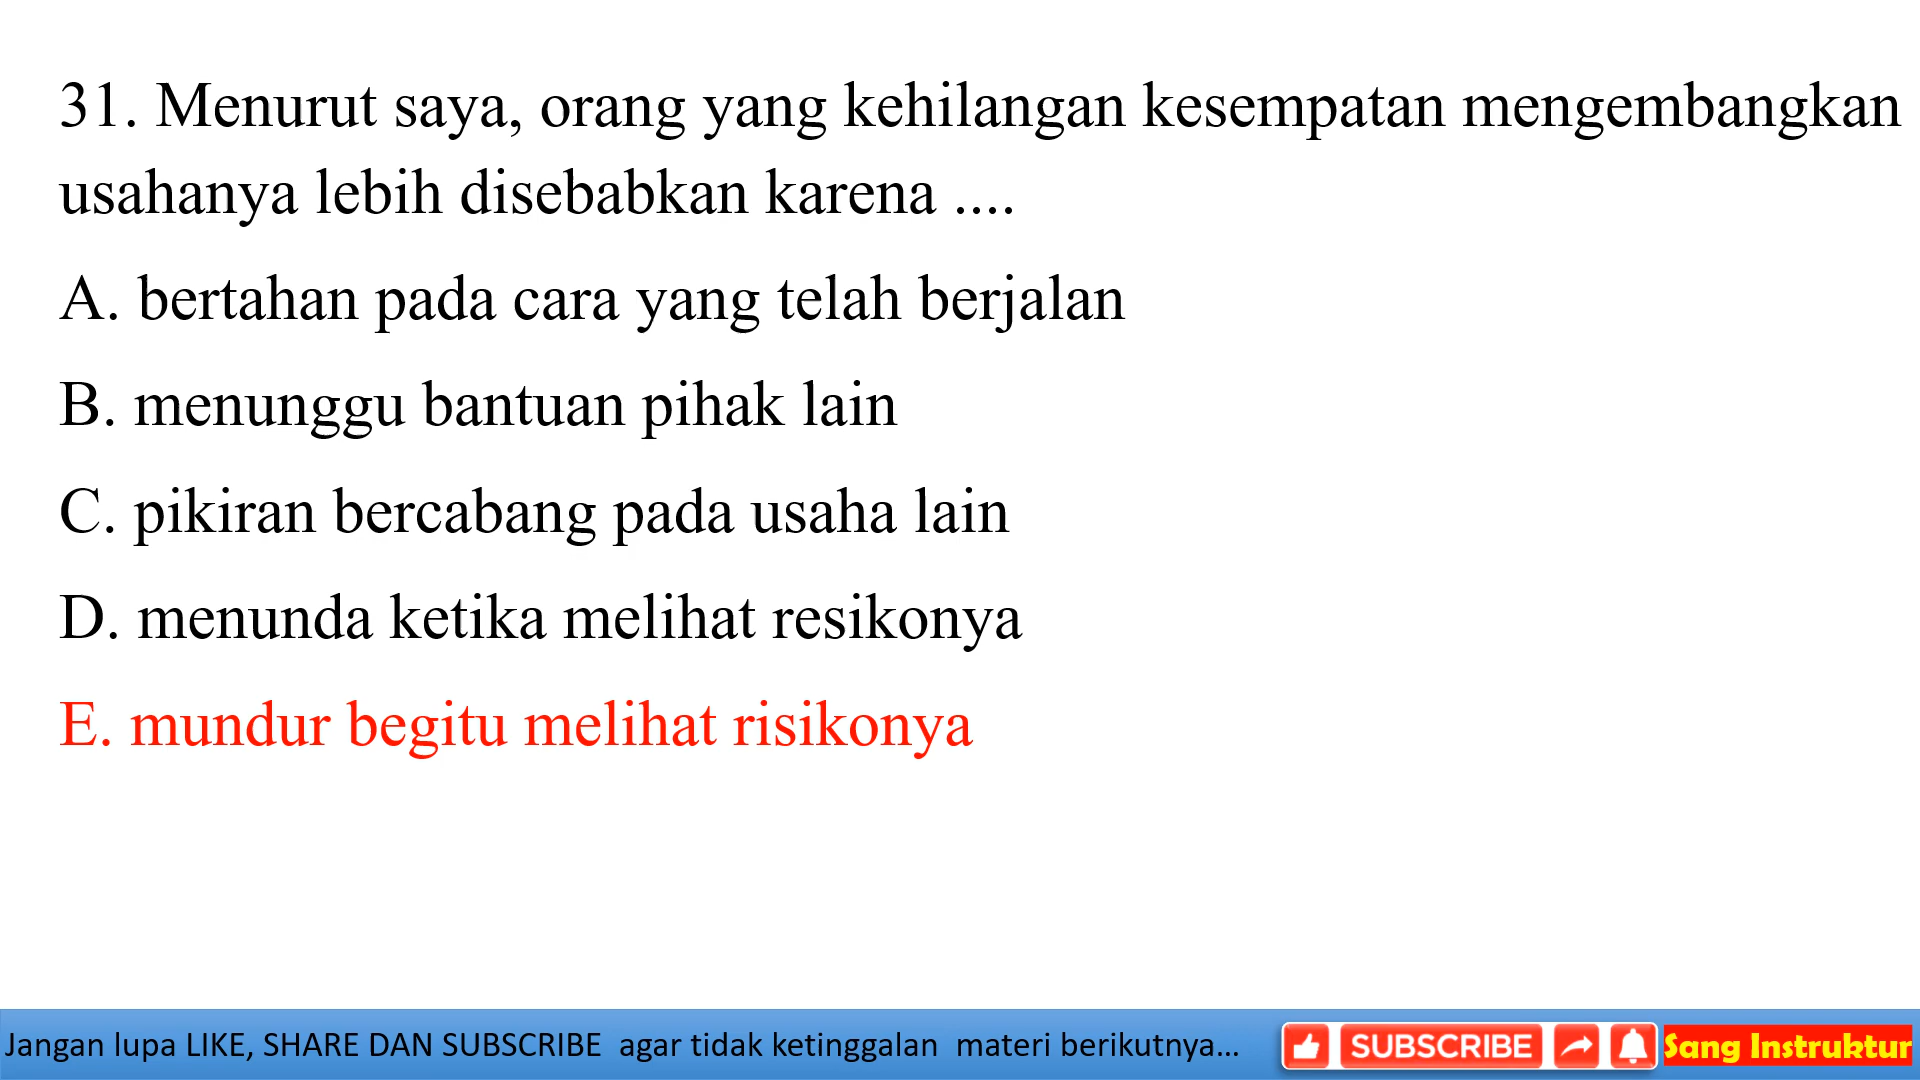 31. Menurut saya, orang yang kehilangan kesempatan mengembangkan
usahanya lebih disebabkan karena ....
A. bertahan pada cara yang telah berjalan
B. menunggu bantuan pihak lain
C. pikiran bercabang pada usaha lain
D. menunda ketika melihat resikonya
E. mundur begitu melihat risikonya
Jangan lupa LIKE, SHARE DAN SUBSCRIBE agar tidak ketinggalan materi berikutnya... SUBSCRIBE Sang Instruktur